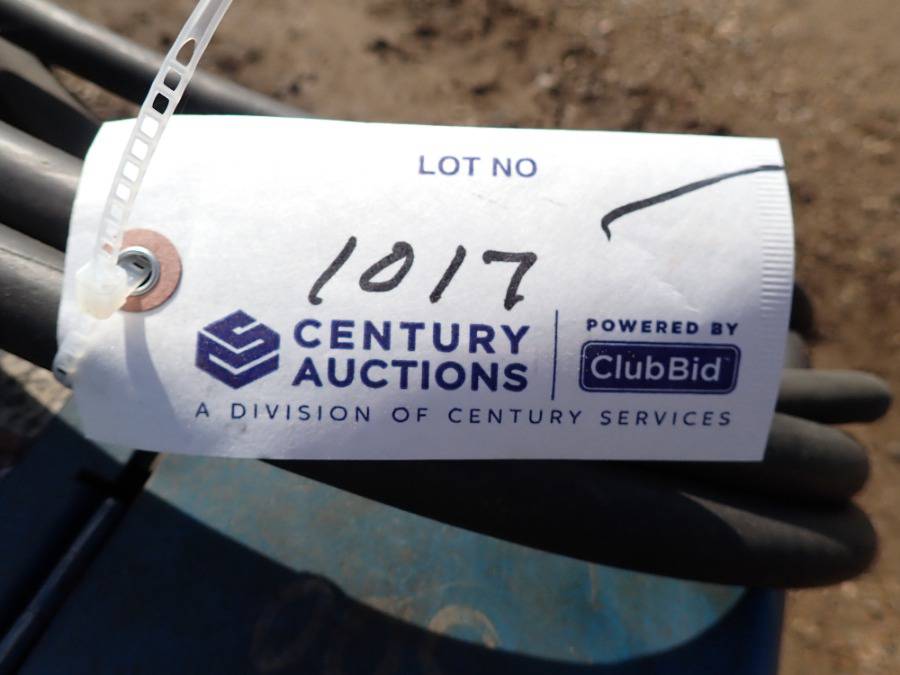 LOT NO
1017
CENTURY
AUCTIONS
POWERED BY
ClubBid
A DIVISION OF CENTURY SERVICES